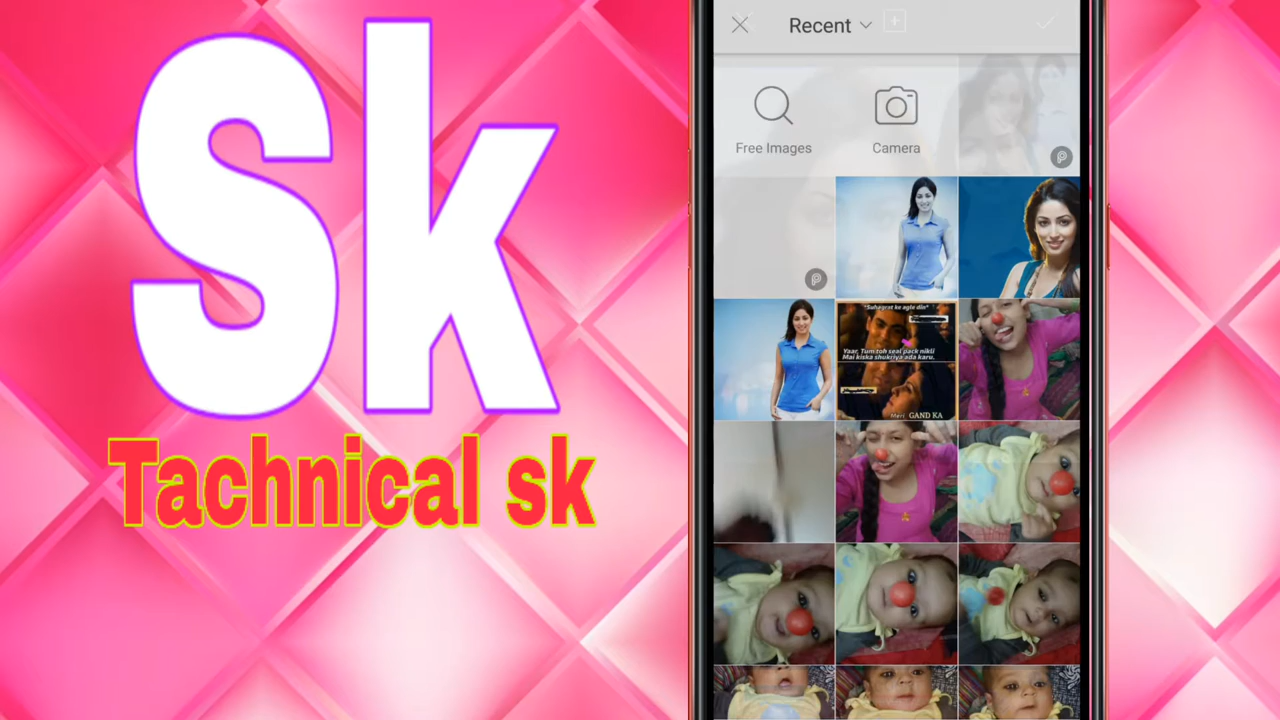 Sk
Tachnical sk
Recent
Free Images
Camera
"Suhagrat ke agle din"
Yaar, Tum toh seal pack nikli
Mai kiska shukriya ada karu.
Meri GAND KA